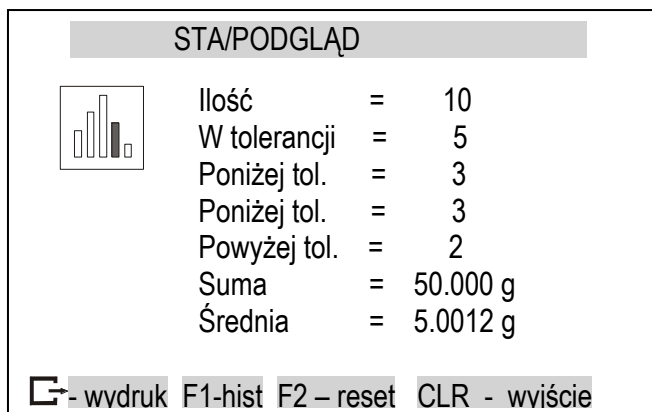 STA/PODGLĄD
Ilość = 10
W tolerancji = 5
Poniżej tol. = 3
Poniżej tol. = 3
Powyżej tol. = 2
Suma = 50.000 g
Średnia = 5.0012 g
- wydruk F1-hist F2 – reset CLR - wyjście